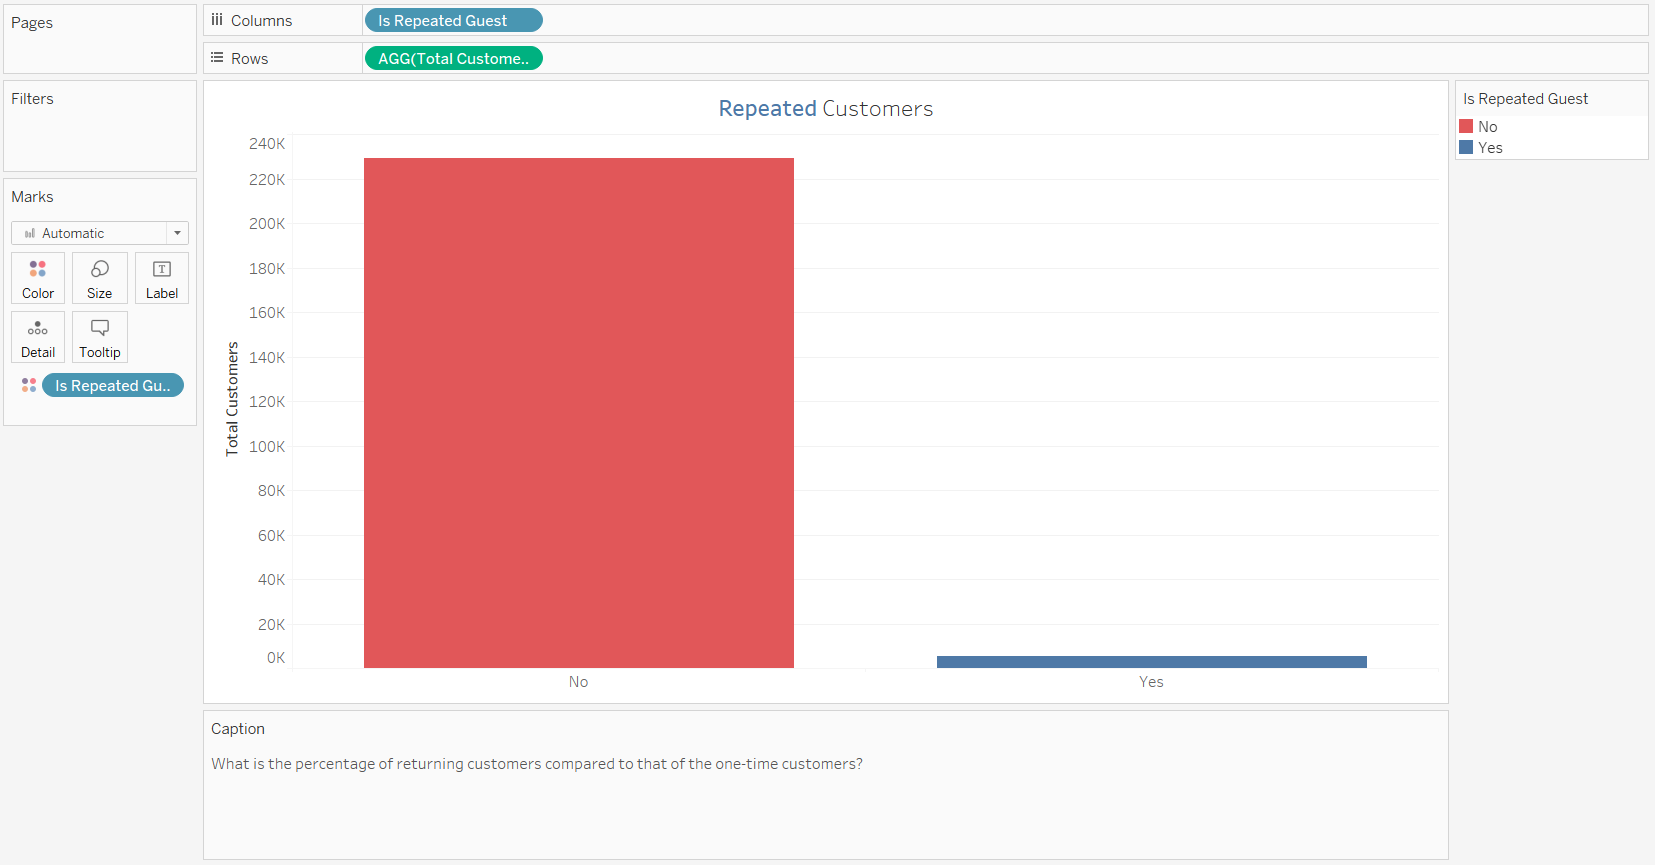 Pages
Columns
Is Repeated Guest
Rows
AGG(Total Custome..
Filters
Marks
Automatic
Color
Size
Label
Detail
Tooltip
Is Repeated Gu..
Repeated Customers
Total Customers
240K
220K
200K
180K
160K
140K
120K
100K
80K
60K
40K
20K
0K
No
Yes
Is Repeated Guest
No
Yes
Caption
What is the percentage of returning customers compared to that of the one-time customers?